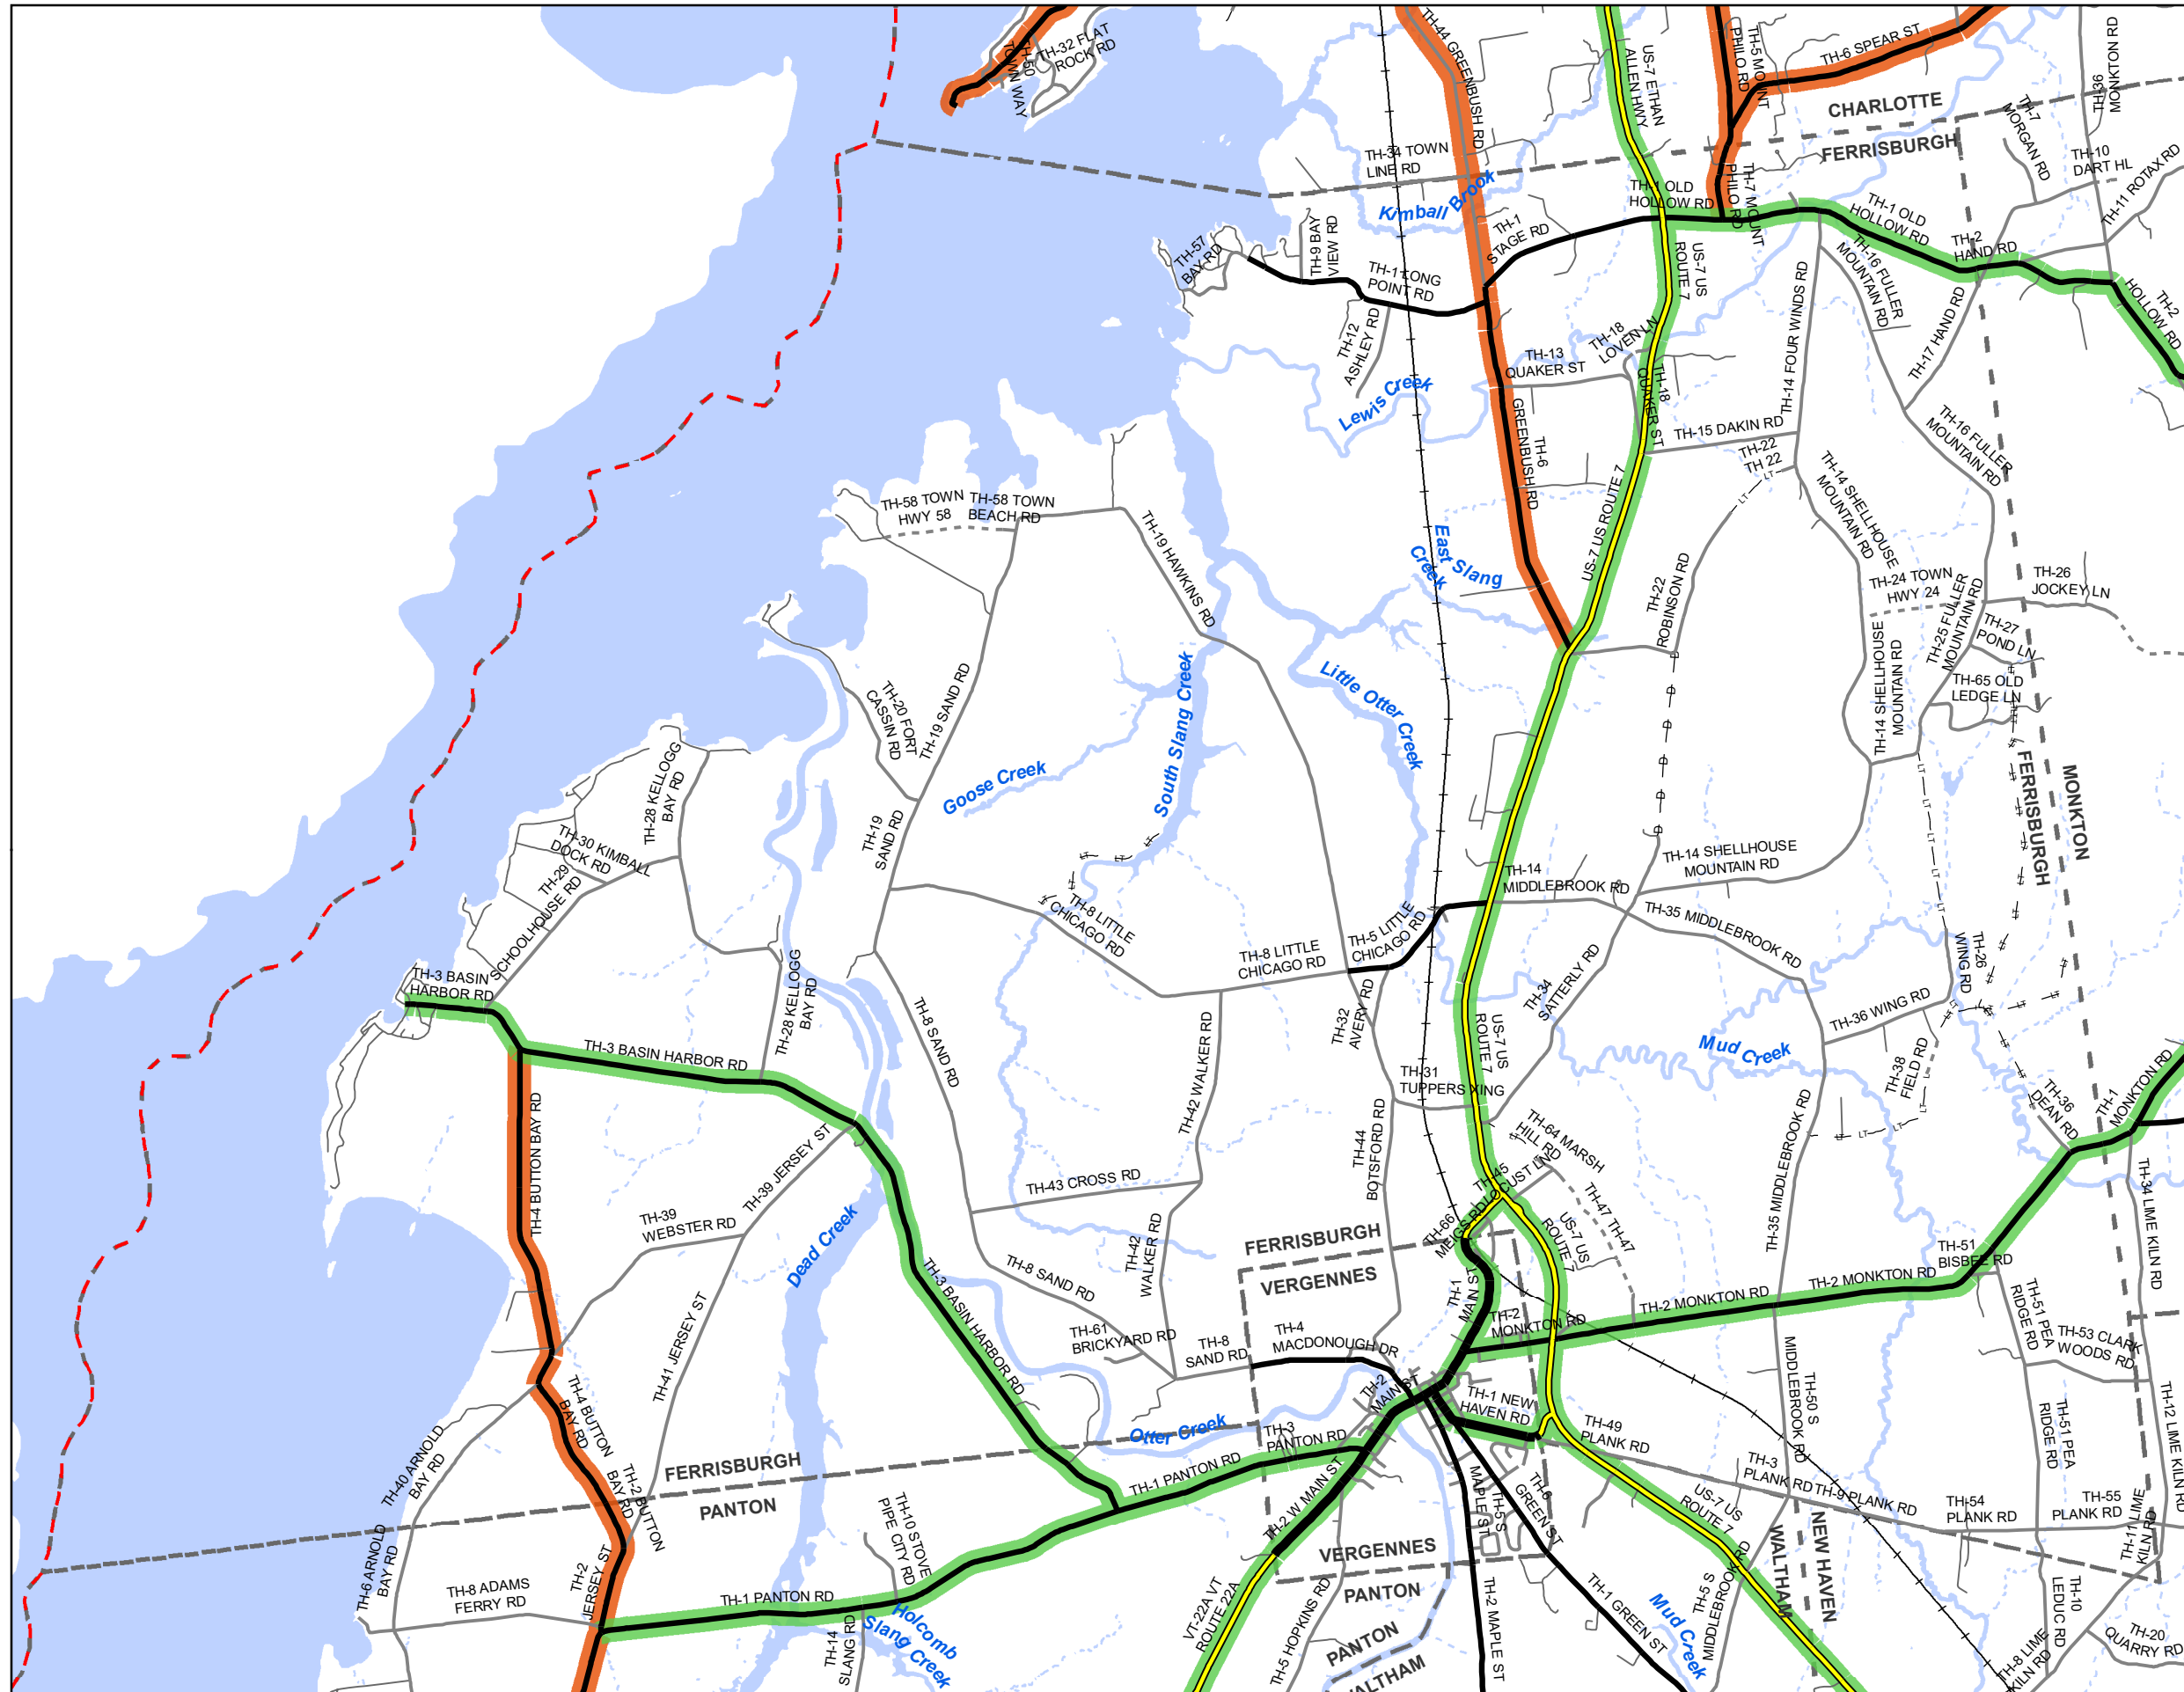 TH-50
TOWN WAY
TH-32 FLAT
ROCK RD
TH-44 GREENBUSH RD
US-7 ETHAN
ALLEN HWY
TH-5 MOUNT
PHILO RD
TH-6 SPEAR ST
TH-36
MONKTON RD
CHARLOTTE
FERRISBURGH
TH-7
MORGAN RD
TH-10
DART HL
TH-11 ROTAX RD
TH-34 TOWN
LINE RD
Kimball Brook
TH-1 OLD
HOLLOW RD
TH-7 MOUNT
PHILO RD
TH-1 OLD
HOLLOW RD
TH-2
HAND RD
TH-57
BAY RD
TH-9 BAY
VIEW RD
TH-1 LONG
POINT RD
TH-1
STAGE RD
US-7 US
ROUTE 7
TH-16 FULLER
MOUNTAIN RD
TH-2
HOLLOW RD
TH-12
ASHLEY RD
TH-13
QUAKER ST
TH-18
LOVEN LN
TH-18
QUAKER ST
TH-14 FOUR WINDS RD
TH-17 HAND RD
Lewis Creek
TH-6
GREENBUSH RD
TH-15 DAKIN RD
TH-22
TH 22
TH-16 FULLER
MOUNTAIN RD
TH-58 TOWN
HWY 58
TH-58 TOWN
BEACH RD
TH-19 HAWKINS RD
East Slang
Creek
US-7 US ROUTE 7
TH-14 SHELLHOUSE
MOUNTAIN RD
TH-22
ROBINSON RD
TH-24 TOWN
HWY 24
TH-25 FULLER
MOUNTAIN RD
TH-26
JOCKEY LN
TH-27
POND LN
TH-20 FORT
CASSIN RD
TH-19 SAND RD
South Slang Creek
Little Otter Creek
TH-14 SHELLHOUSE
MOUNTAIN RD
TH-65 OLD
LEDGE LN
Goose Creek
TH-28 KELLOGG
BAY RD
TH-30 KIMBALL
DOCK RD
TH-29
SCHOOLHOUSE RD
TH-19
SAND RD
FERRISBURGH
MONKTON
TH-8 LITTLE
CHICAGO RD
TH-8 LITTLE
CHICAGO RD
TH-5 LITTLE
CHICAGO RD
TH-14
MIDDLEBROOK RD
TH-14 SHELLHOUSE
MOUNTAIN RD
TH-35 MIDDLEBROOK RD
TH-26
WING RD
TH-3 BASIN
HARBOR RD
TH-28 KELLOGG
BAY RD
TH-8 SAND RD
TH-32
AVERY RD
TH-34
SATTERLY RD
TH-36 WING RD
Mud Creek
TH-3 BASIN HARBOR RD
TH-42 WALKER RD
US-7 US
ROUTE 7
TH-31
TUPPERS XING
TH-38
FIELD RD
TH-36
DEAN RD
TH-1
MONKTON RD
TH-4 BUTTON BAY RD
TH-39 JERSEY ST
TH-39
WEBSTER RD
Dead Creek
TH-43 CROSS RD
TH-44
BOTSFORD RD
TH-64 MARSH
HILL RD
TH-45
LOCUST LN
TH-66
MEIGS RD
TH-47 TH-47
US-7 US
ROUTE 7
TH-35 MIDDLEBROOK RD
TH-34 LIME KILN RD
TH-42
WALKER RD
FERRISBURGH
VERGENNES
TH-8 SAND RD
TH-3 BASIN HARBOR RD
TH-41 JERSEY ST
TH-61
BRICKYARD RD
TH-8
SAND RD
TH-4
MACDONOUGH DR
TH-1
MAIN ST
TH-2
MONKTON RD
TH-2 MONKTON RD
TH-2 MONKTON RD
TH-51
BISBEE RD
TH-51 PEA
RIDGE RD
TH-53 CLARK
WOODS RD
TH-4 BUTTON
BAY RD
TH-40 ARNOLD
BAY RD
TH-2
MAIN ST
TH-1 NEW
HAVEN RD
TH-49
PLANK RD
TH-50 S
MIDDLEBROOK RD
TH-51 PEA
RIDGE RD
TH-12 LIME KILN RD
Otter Creek
TH-3
PANTON RD
TH-1 PANTON RD
FERRISBURGH
PANTON
TH-2 BUTTON
BAY RD
TH-10 STOVE
PIPE CITY RD
TH-2 W MAIN ST
MAPLE ST
TH-5 S
TH-6
GREEN ST
TH-3
PLANK RD
TH-9 PLANK RD
US-7 US
ROUTE 7
TH-54
PLANK RD
TH-55
PLANK RD
TH-11 LIME
KILN RD
TH-6 ARNOLD
BAY RD
TH-8 ADAMS
FERRY RD
TH-2
JERSEY ST
TH-1 PANTON RD
TH-14
SLANG RD
Holcomb
Slang Creek
VT-22A VT
ROUTE 22A
VERGENNES
PANTON
TH-5 HOPKINS RD
PANTON
WALTHAM
TH-2 MAPLE ST
TH-1 GREEN ST
Mud Creek
TH-5 S
MIDDLEBROOK RD
WALTHAM
NEW HAVEN
TH-10
LEDUC RD
TH-8 LIME
KILN RD
TH-20
QUARRY RD